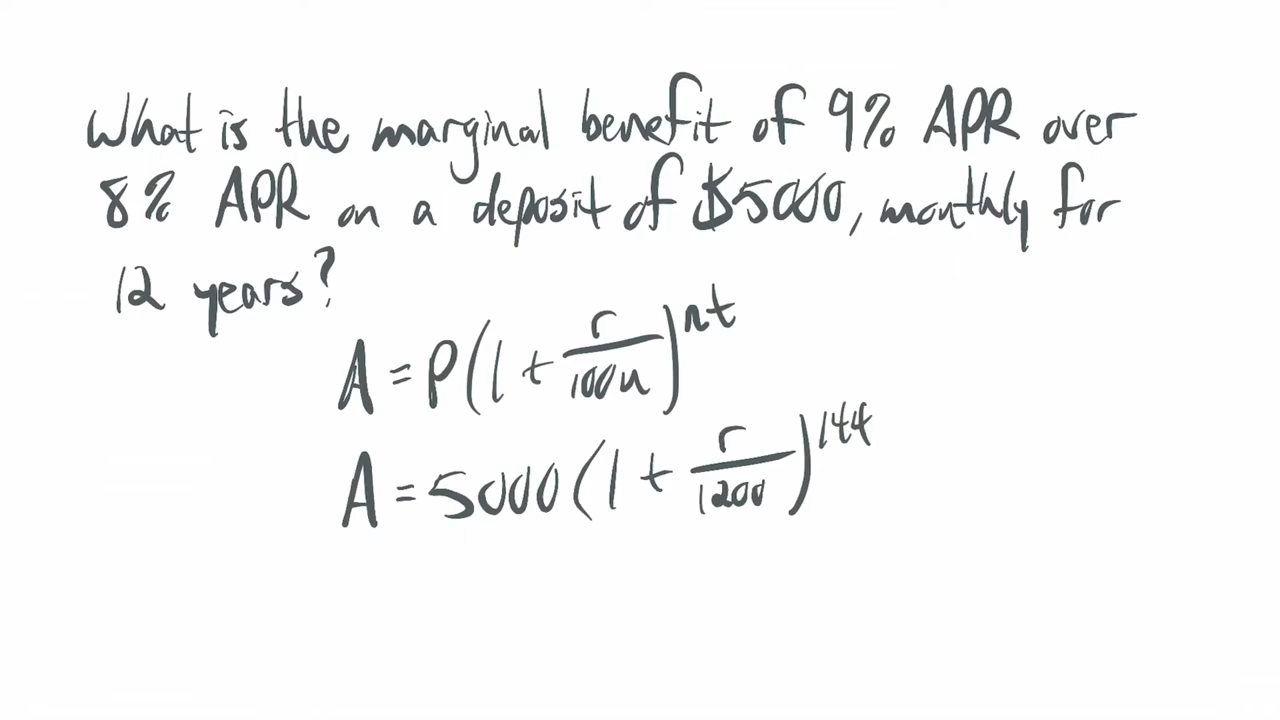 What is the marginal benefit of 9% APR over
8% APR on a deposit of $5000, monthly for
12 years?
A = P(1 + r/100n)^nt
A = 5000(1 + r/1200)^144